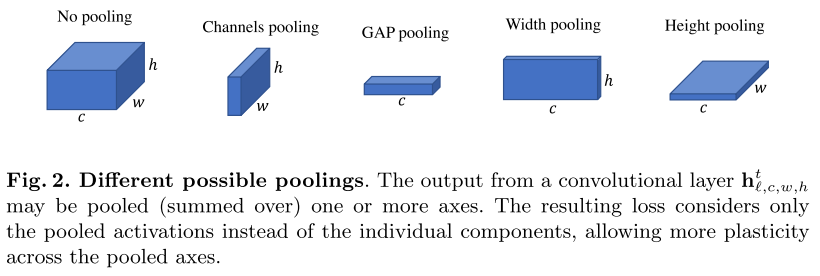 No pooling
Channels pooling
GAP pooling
Width pooling
Height pooling
h
w
c
h
w
c
h
c
w
c
Fig. 2. Different possible poolings. The output from a convolutional layer h^t_{ℓ,c,w,h}
may be pooled (summed over) one or more axes. The resulting loss considers only
the pooled activations instead of the individual components, allowing more plasticity
across the pooled axes.